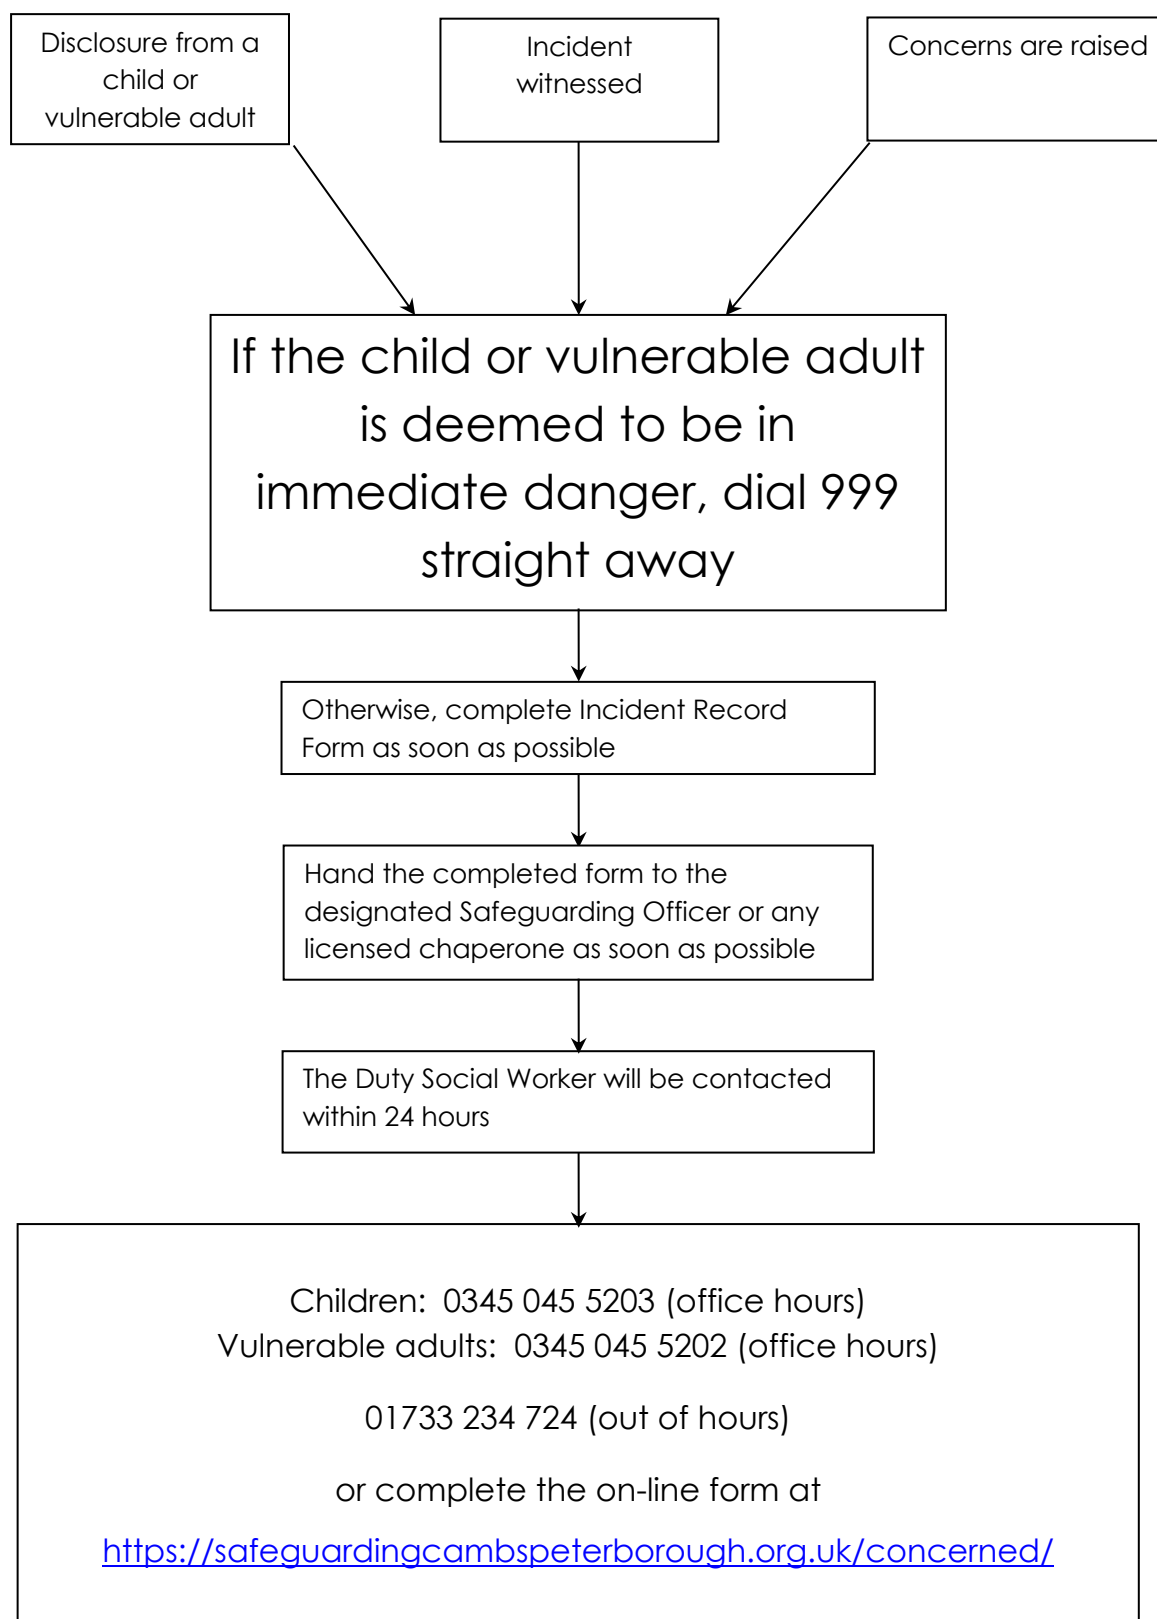 Disclosure from a
child or
vulnerable adult
Incident
witnessed
Concerns are raised
If the child or vulnerable adult
is deemed to be in
immediate danger, dial 999
straight away
Otherwise, complete Incident Record
Form as soon as possible
Hand the completed form to the
designated Safeguarding Officer or any
licensed chaperone as soon as possible
The Duty Social Worker will be contacted
within 24 hours
Children:  0345 045 5203 (office hours)
Vulnerable adults:  0345 045 5202 (office hours)
01733 234 724 (out of hours)
or complete the on-line form at
https://safeguardingcambspeterborough.org.uk/concerned/